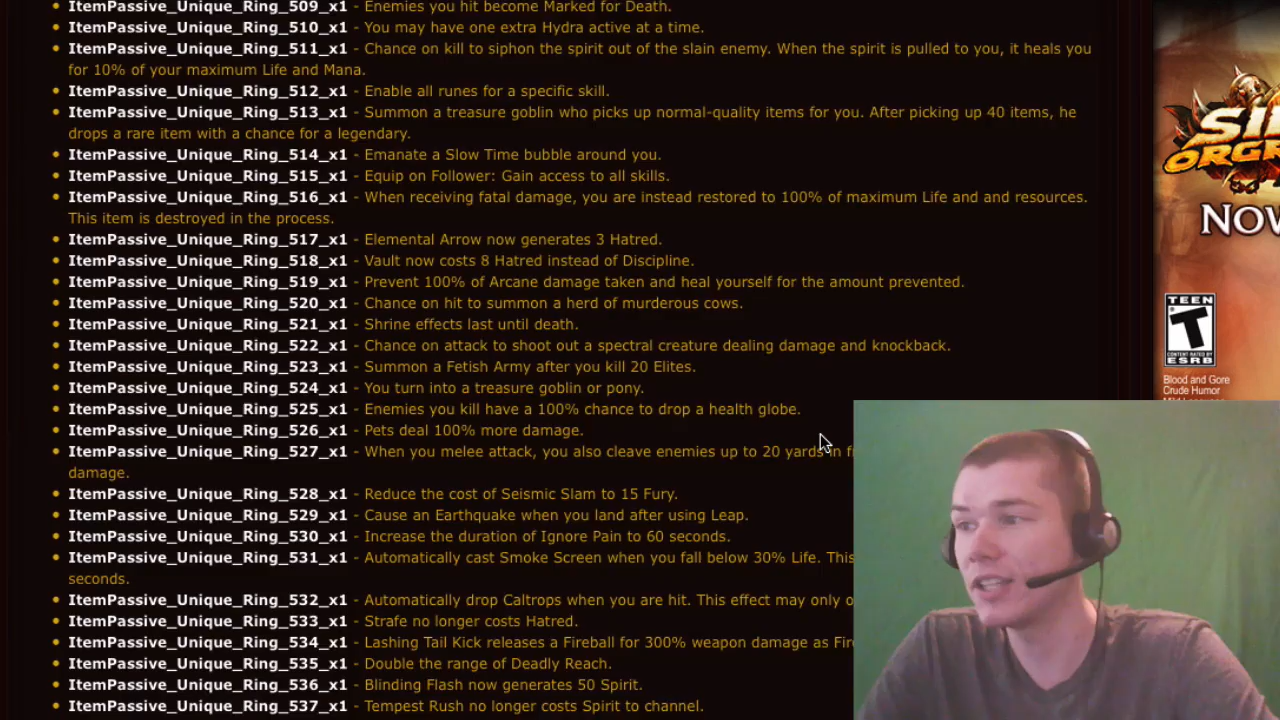 ItemPassive_Unique_Ring_509_x1 - Enemies you hit become Marked for Death.
ItemPassive_Unique_Ring_510_x1 - You may have one extra Hydra active at a time.
ItemPassive_Unique_Ring_511_x1 - Chance on kill to siphon the spirit out of the slain enemy. When the spirit is pulled to you, it heals you
for 10% of your maximum Life and Mana.
ItemPassive_Unique_Ring_512_x1 - Enable all runes for a specific skill.
ItemPassive_Unique_Ring_513_x1 - Summon a treasure goblin who picks up normal-quality items for you. After picking up 40 items, he
drops a rare item with a chance for a legendary.
ItemPassive_Unique_Ring_514_x1 - Emanate a Slow Time bubble around you.
ItemPassive_Unique_Ring_515_x1 - Equip on Follower: Gain access to all skills.
ItemPassive_Unique_Ring_516_x1 - When receiving fatal damage, you are instead restored to 100% of maximum Life and and resources.
This item is destroyed in the process.
ItemPassive_Unique_Ring_517_x1 - Elemental Arrow now generates 3 Hatred.
ItemPassive_Unique_Ring_518_x1 - Vault now costs 8 Hatred instead of Discipline.
ItemPassive_Unique_Ring_519_x1 - Prevent 100% of Arcane damage taken and heal yourself for the amount prevented.
ItemPassive_Unique_Ring_520_x1 - Chance on hit to summon a herd of murderous cows.
ItemPassive_Unique_Ring_521_x1 - Shrine effects last until death.
ItemPassive_Unique_Ring_522_x1 - Chance on attack to shoot out a spectral creature dealing damage and knockback.
ItemPassive_Unique_Ring_523_x1 - Summon a Fetish Army after you kill 20 Elites.
ItemPassive_Unique_Ring_524_x1 - You turn into a treasure goblin or pony.
ItemPassive_Unique_Ring_525_x1 - Enemies you kill have a 100% chance to drop a health globe.
ItemPassive_Unique_Ring_526_x1 - Pets deal 100% more damage.
ItemPassive_Unique_Ring_527_x1 - When you melee attack, you also cleave enemies up to 20 yards in
damage.
ItemPassive_Unique_Ring_528_x1 - Reduce the cost of Seismic Slam to 15 Fury.
ItemPassive_Unique_Ring_529_x1 - Cause an Earthquake when you land after using Leap.
ItemPassive_Unique_Ring_530_x1 - Increase the duration of Ignore Pain to 60 seconds.
ItemPassive_Unique_Ring_531_x1 - Automatically cast Smoke Screen when you fall below 30% Life. This
seconds.
ItemPassive_Unique_Ring_532_x1 - Automatically drop Caltrops when you are hit. This effect may only
ItemPassive_Unique_Ring_533_x1 - Strafe no longer costs Hatred.
ItemPassive_Unique_Ring_534_x1 - Lashing Tail Kick releases a Fireball for 300% weapon damage as
ItemPassive_Unique_Ring_535_x1 - Double the range of Deadly Reach.
ItemPassive_Unique_Ring_536_x1 - Blinding Flash now generates 50 Spirit.
ItemPassive_Unique_Ring_537_x1 - Tempest Rush no longer costs Spirit to channel.
TEEN
T
CONTENT RATED BY
ESRB
Blood and Gore
Crude Humor